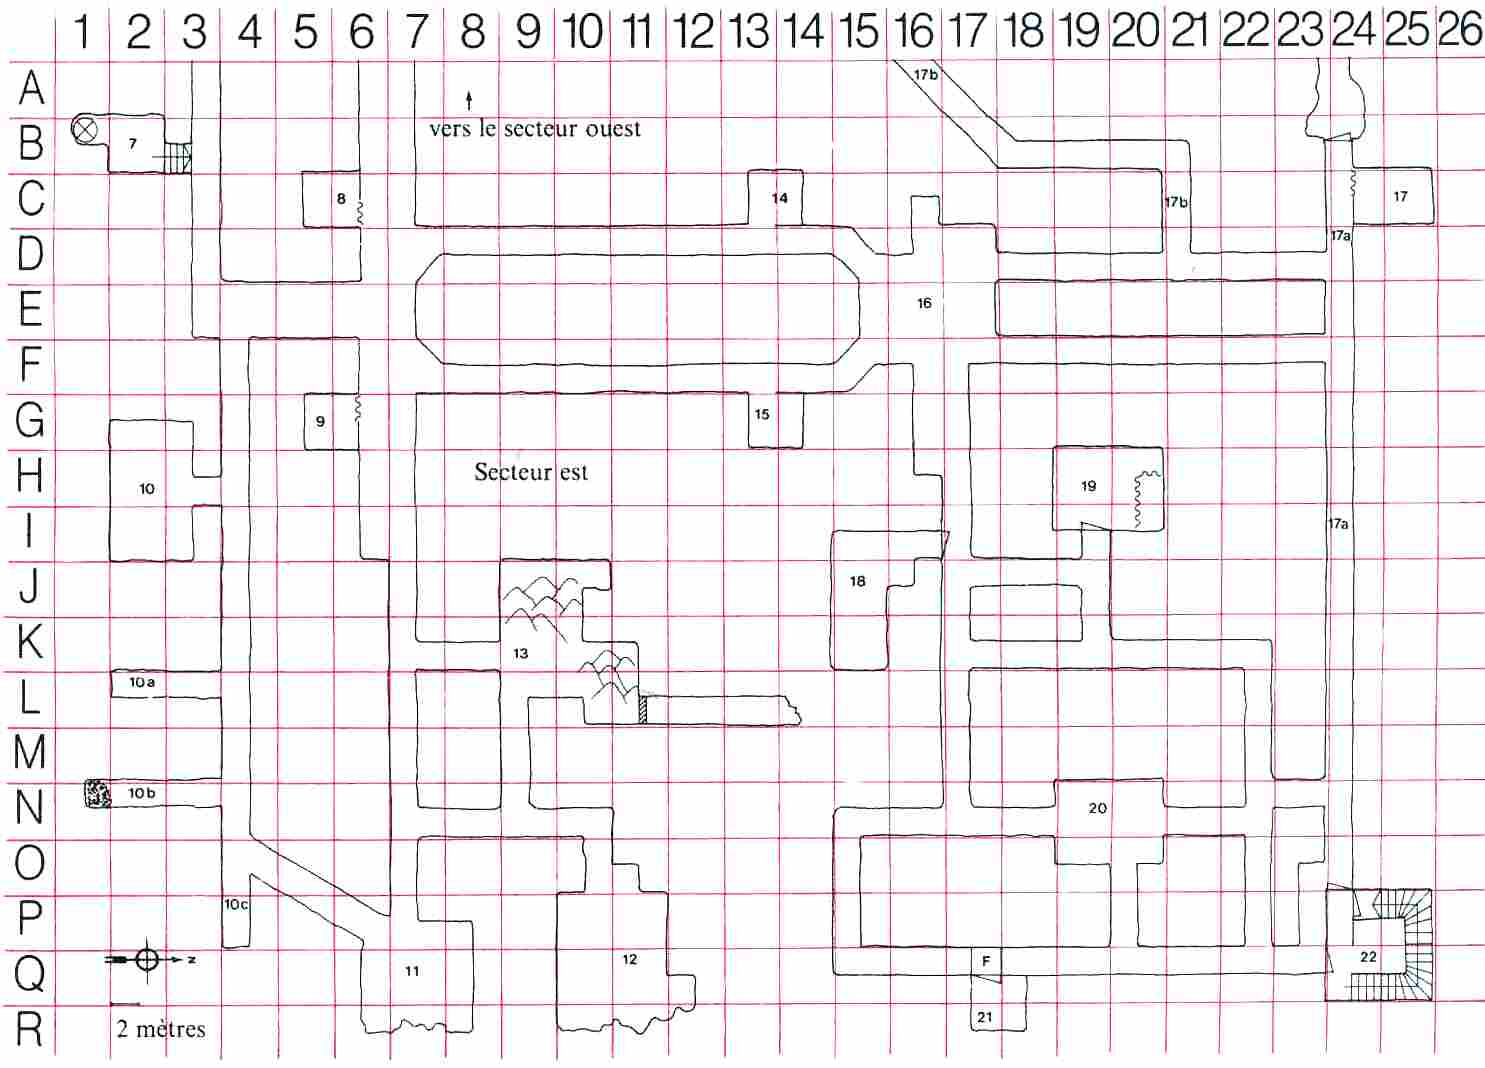 1 2 3 4 5 6 7 8 9 10 11 12 13 14 15 16 17 18 19 20 21 22 23 24 25 26
A
17b
B
7
vers le secteur ouest
C
8
14
17b
17
D
17a
E
16
F
G
9
15
H
10
Secteur est
19
I
17a
J
18
K
13
L
10a
M
N
10b
20
O
P
10c
Q
N
11
12
F
22
R
2 mètres
21